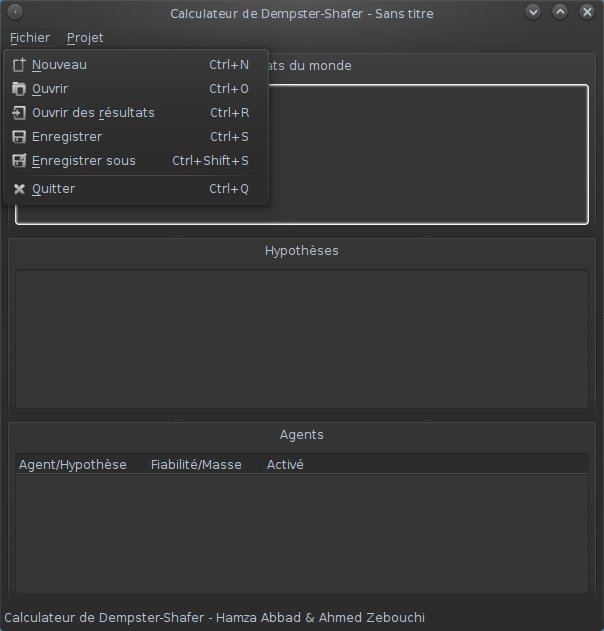 Calculateur de Dempster-Shafer - Sans titre
Fichier Projet
ats du monde
Nouveau Ctrl+N
Ouvrir Ctrl+O
Ouvrir des résultats Ctrl+R
Enregistrer Ctrl+S
Enregistrer sous Ctrl+Shift+S
Quitter Ctrl+Q
Hypothèses
Agents
Agent/Hypothèse Fiabilité/Masse Activé
Calculateur de Dempster-Shafer - Hamza Abbad & Ahmed Zebouchi